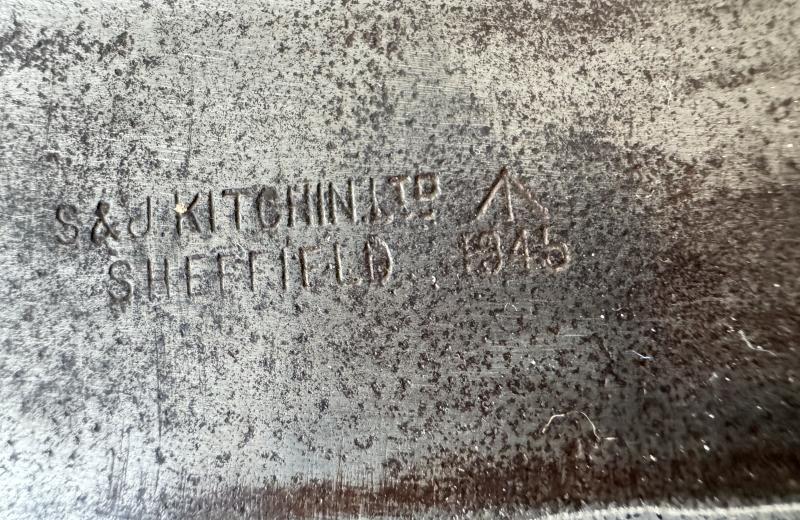 S & J. KITCHIN. LTD
SHEFFIELD 1945